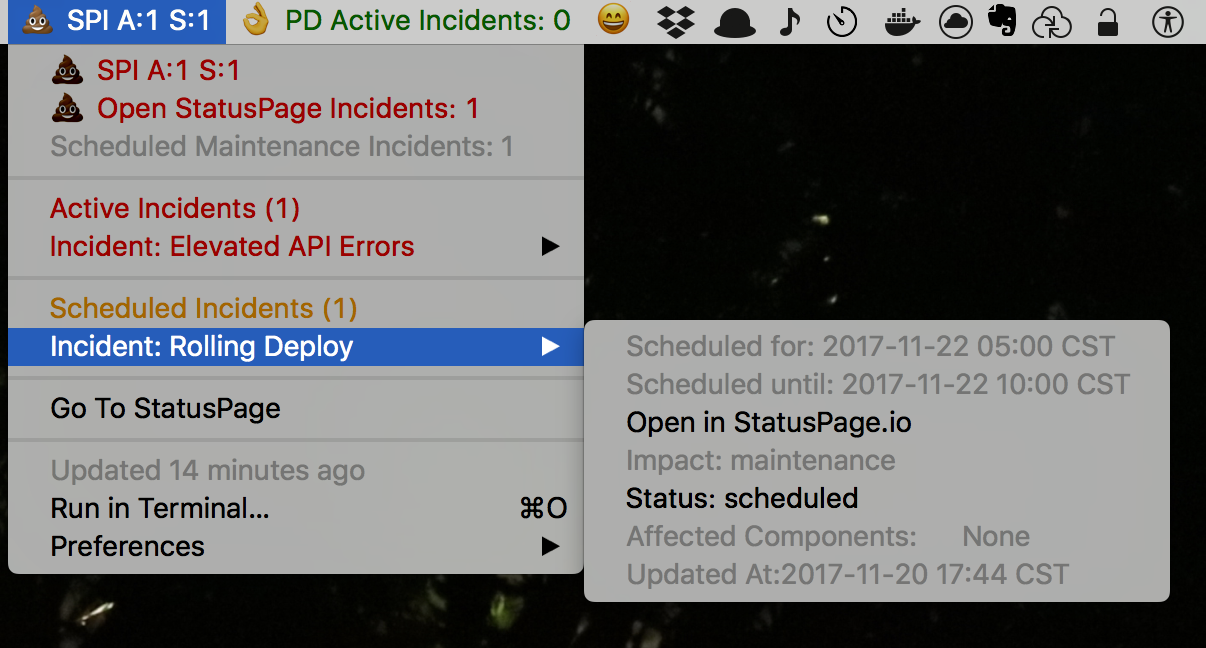 💩 SPI A:1 S:1 👌 PD Active Incidents: 0
💩 SPI A:1 S:1
💩 Open StatusPage Incidents: 1
Scheduled Maintenance Incidents: 1
Active Incidents (1)
Incident: Elevated API Errors
Scheduled Incidents (1)
Incident: Rolling Deploy
Scheduled for: 2017-11-22 05:00 CST
Scheduled until: 2017-11-22 10:00 CST
Open in StatusPage.io
Impact: maintenance
Status: scheduled
Affected Components: None
Updated At:2017-11-20 17:44 CST
Go To StatusPage
Updated 14 minutes ago
Run in Terminal... ⌘O
Preferences